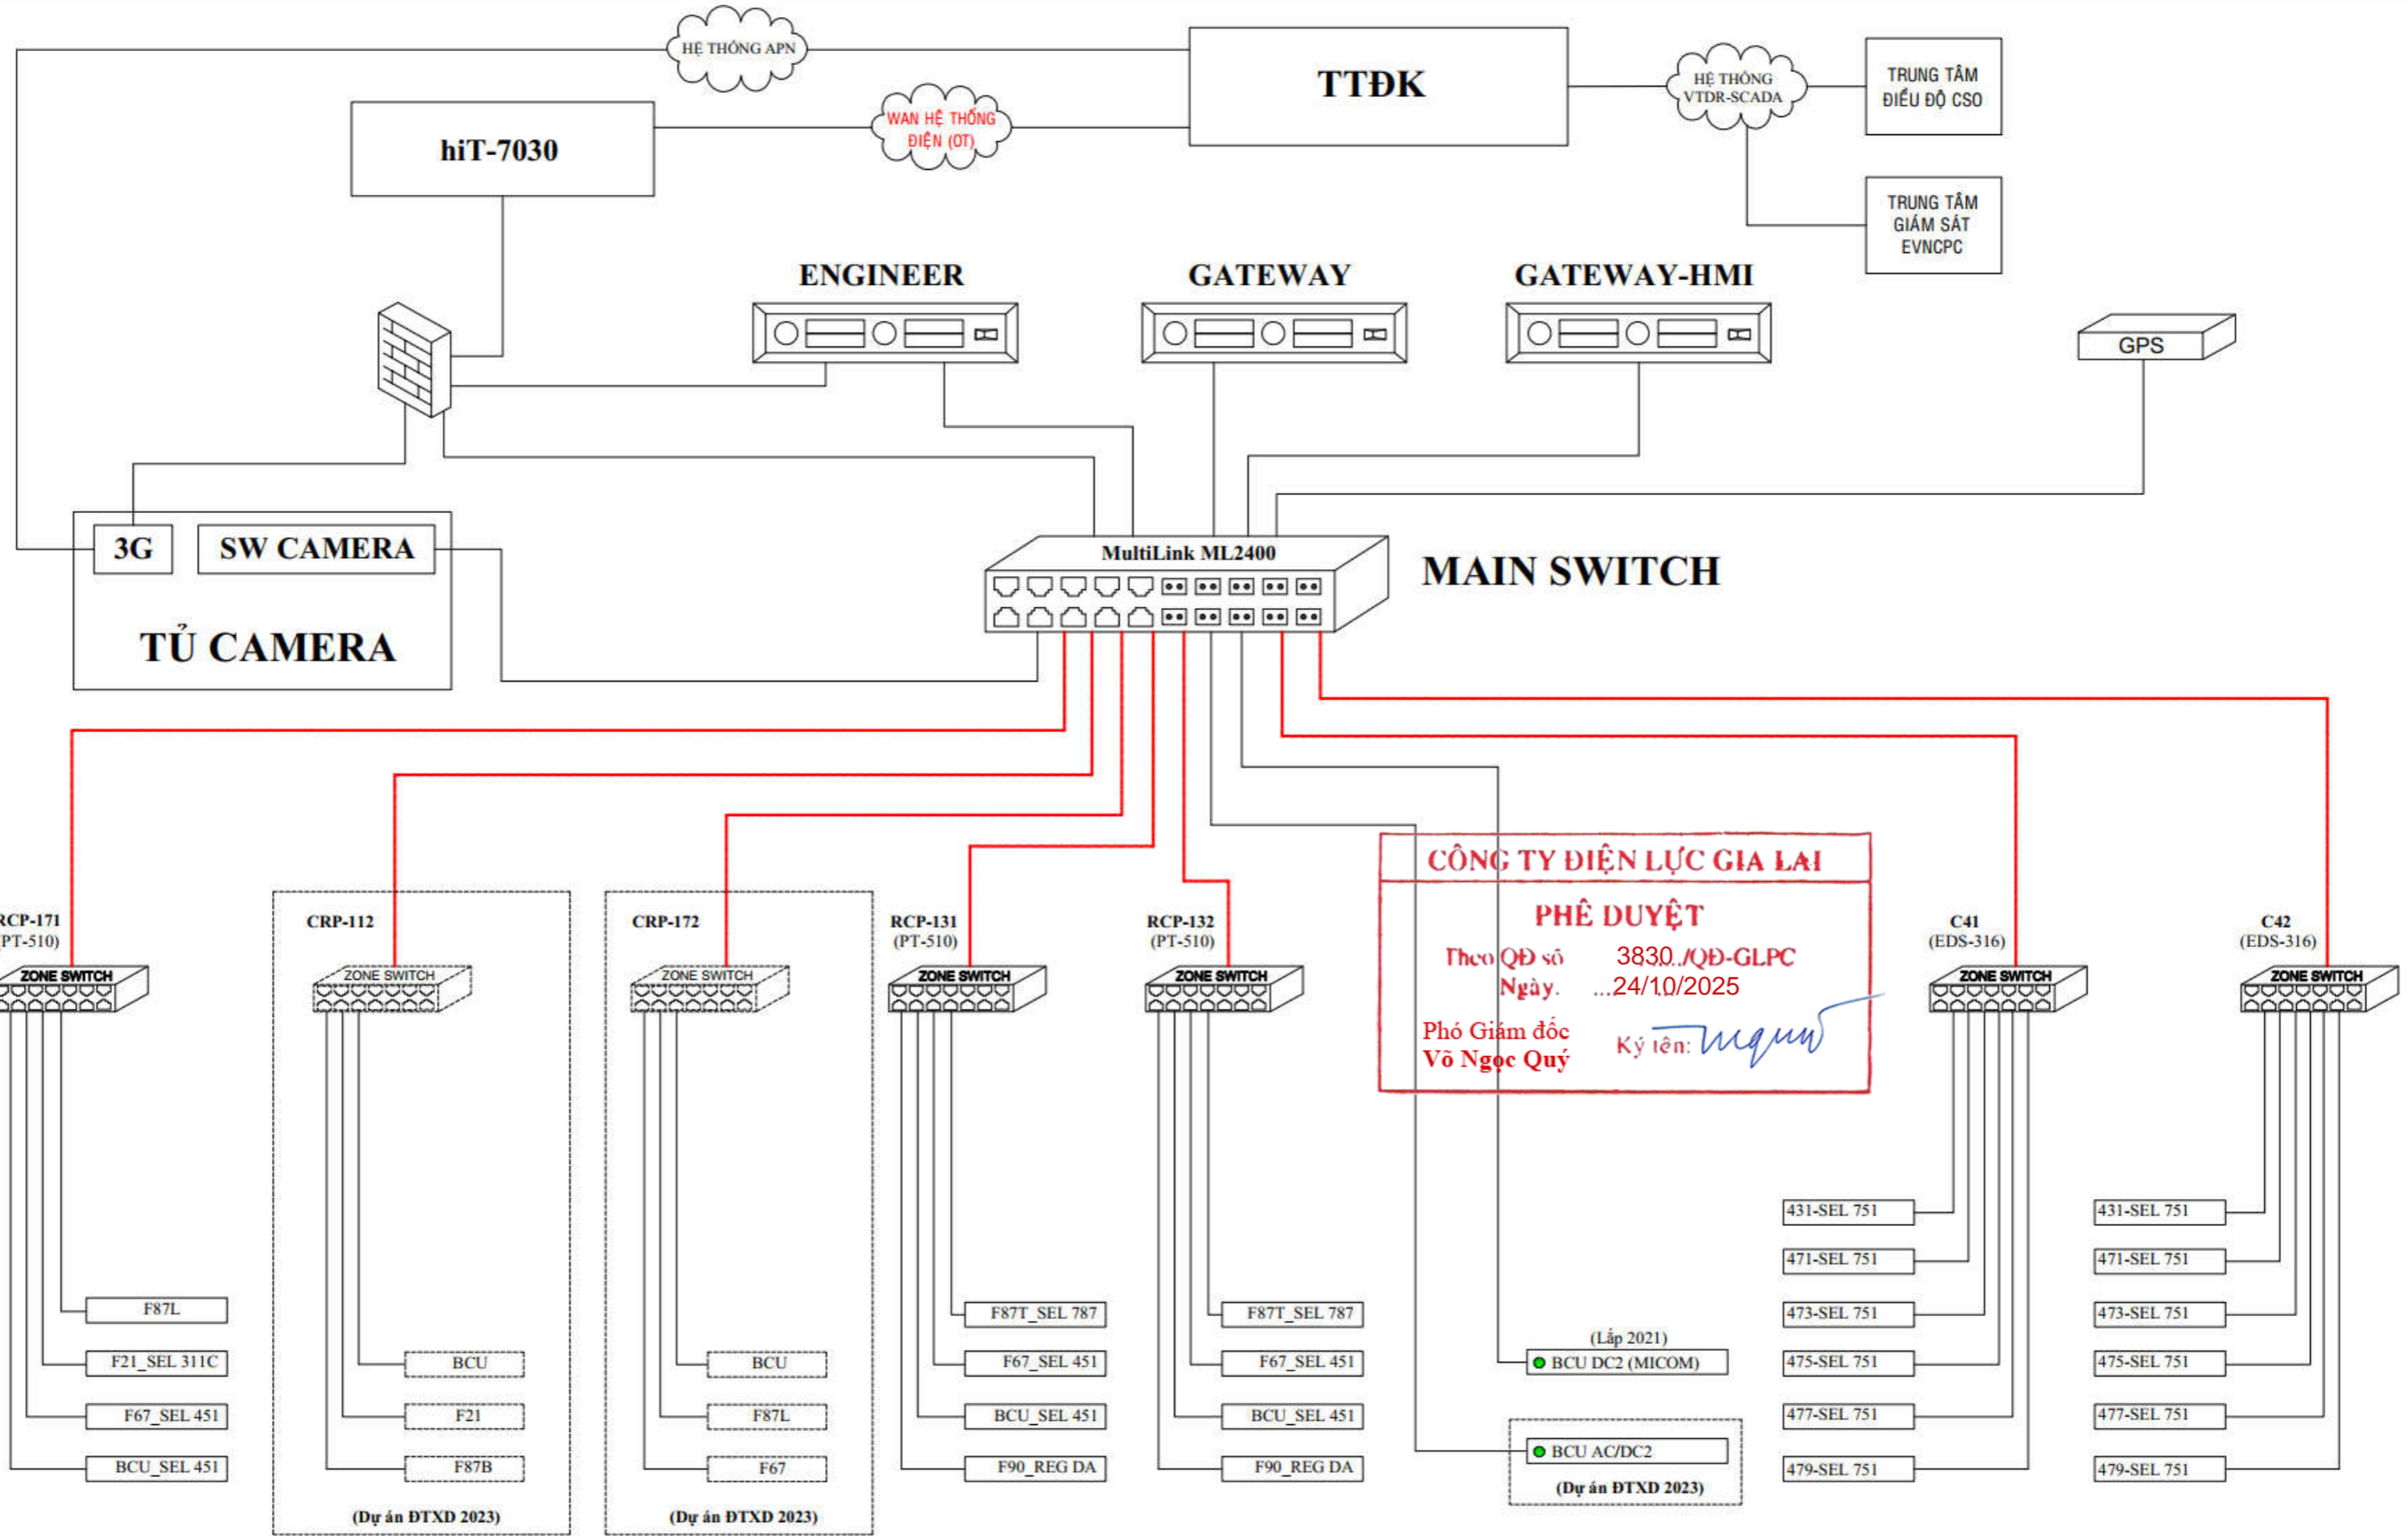 HỆ THỐNG APN
TTĐK
HỆ THỐNG
VTDR-SCADA
TRUNG TÂM
ĐIỀU ĐỘ CSO
WAN HỆ THỐNG
ĐIỆN (OT)
hiT-7030
TRUNG TÂM
GIÁM SÁT
EVNCPC
ENGINEER
GATEWAY
GATEWAY-HMI
GPS
3G
SW CAMERA
TỦ CAMERA
MultiLink ML2400
MAIN SWITCH
CÔNG TY ĐIỆN LỰC GIA LAI
PHÊ DUYỆT
Theo QĐ số 3830../QĐ-GLPC
Ngày. ...24/10/2025
Phó Giám đốc
Võ Ngọc Quý
Ký tên:
RCP-171
(PT-510)
ZONE SWITCH
F87L
F21_SEL 311C
F67_SEL 451
BCU_SEL 451
CRP-112
ZONE SWITCH
BCU
F21
F87B
(Dự án ĐTXD 2023)
CRP-172
ZONE SWITCH
BCU
F87L
F67
(Dự án ĐTXD 2023)
RCP-131
(PT-510)
ZONE SWITCH
F87T_SEL 787
F67_SEL 451
BCU_SEL 451
F90_REG DA
RCP-132
(PT-510)
ZONE SWITCH
F87T_SEL 787
F67_SEL 451
BCU_SEL 451
F90_REG DA
(Lắp 2021)
BCU DC2 (MICOM)
BCU AC/DC2
(Dự án ĐTXD 2023)
C41
(EDS-316)
ZONE SWITCH
431-SEL 751
471-SEL 751
473-SEL 751
475-SEL 751
477-SEL 751
479-SEL 751
C42
(EDS-316)
ZONE SWITCH
431-SEL 751
471-SEL 751
473-SEL 751
475-SEL 751
477-SEL 751
479-SEL 751